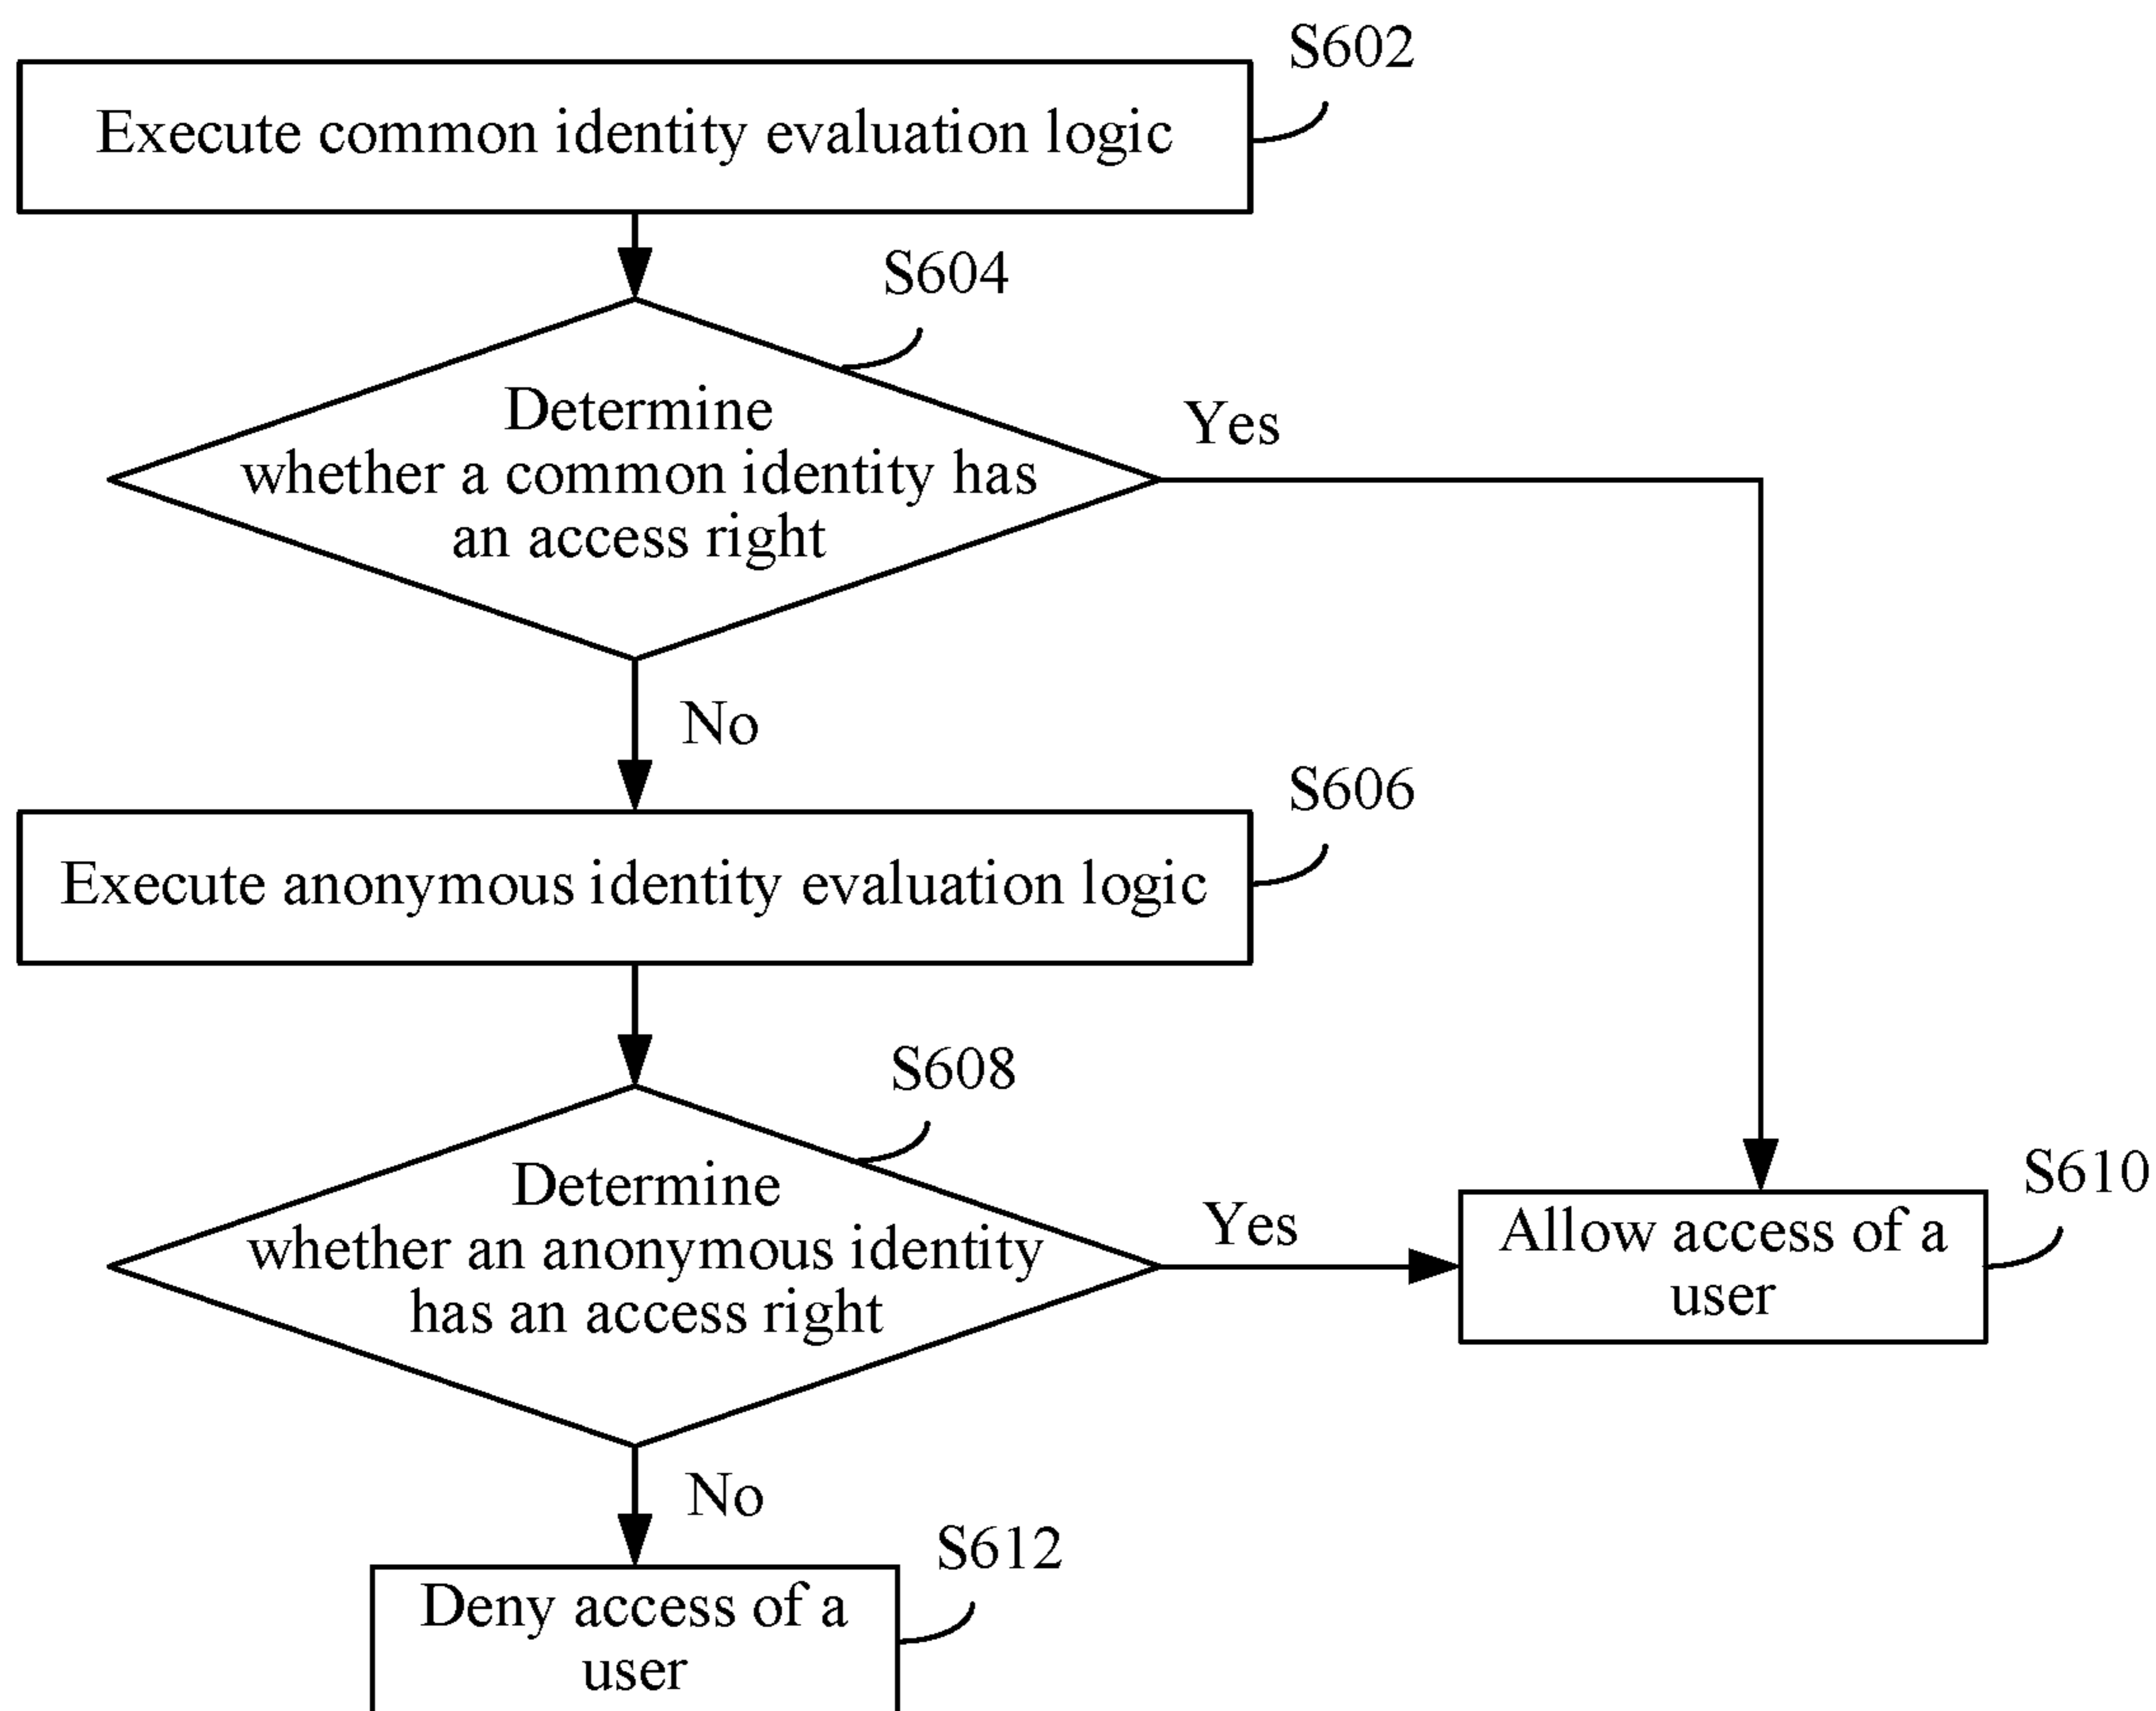 S602
Execute common identity evaluation logic
S604
Determine
whether a common identity has
an access right
Yes
No
S606
Execute anonymous identity evaluation logic
S608
Determine
whether an anonymous identity
has an access right
Yes
S610
Allow access of a
user
No
S612
Deny access of a
user